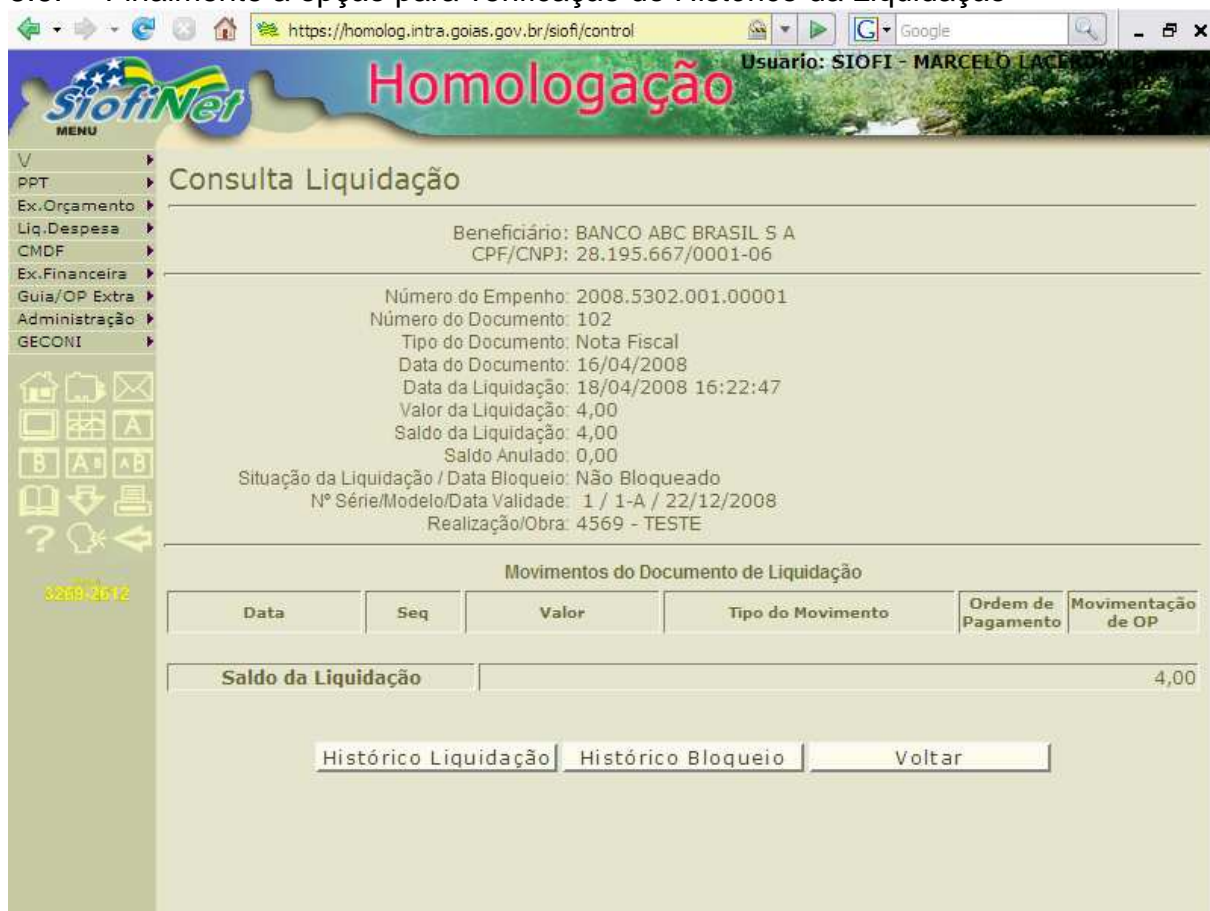 https://homolog.intra.goias.gov.br/siofi/control
G Google
SiofiNet
MENU
Homologação
Usuario: SIOFI - MARCELO
V
PPT
Ex.Orçamento
Liq.Despesa
CMDF
Ex.Financeira
Guia/OP Extra
Administração
GECONI
A
B A AB
?
3269-2612
Consulta Liquidação
Beneficiário: BANCO ABC BRASIL S A
CPF/CNPJ: 28.195.667/0001-06
Número do Empenho: 2008.5302.001.00001
Número do Documento: 102
Tipo do Documento: Nota Fiscal
Data do Documento: 16/04/2008
Data da Liquidação: 18/04/2008 16:22:47
Valor da Liquidação: 4,00
Saldo da Liquidação: 4,00
Saldo Anulado: 0,00
Situação da Liquidação / Data Bloqueio: Não Bloqueado
Nº Série/Modelo/Data Validade: 1 / 1-A / 22/12/2008
Realização/Obra: 4569 - TESTE
Movimentos do Documento de Liquidação
Data Seq Valor Tipo do Movimento Ordem de Pagamento Movimentação de OP
Saldo da Liquidação 4,00
Histórico Liquidação Histórico Bloqueio Voltar